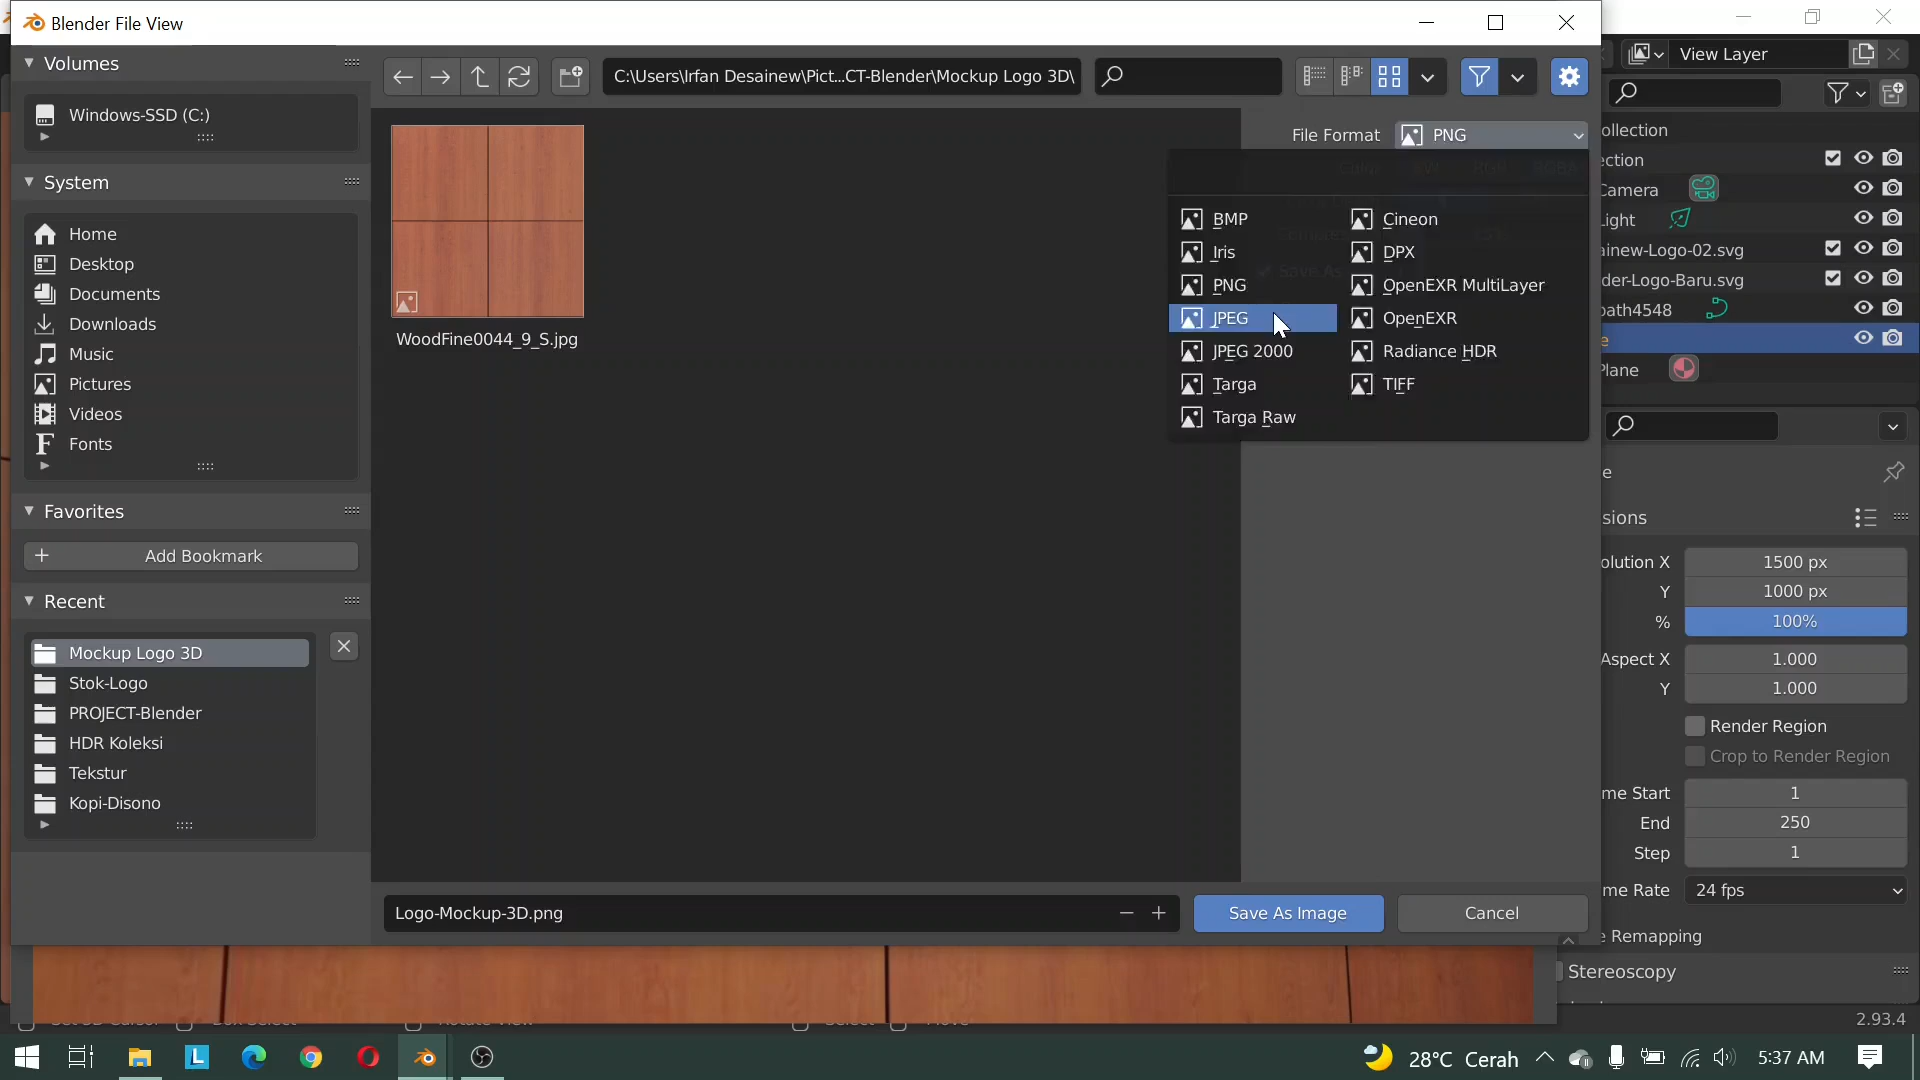 Blender File View
View Layer
Volumes
C:\Users\Irfan Desainew\Pict...CT-Blender\Mockup Logo 3D\
Windows-SSD (C:)
File Format
PNG
ollection
ection
System
BMP
Cineon
Camera
Home
Iris
DPX
ight
Desktop
PNG
OpenEXR MultiLayer
ainew-Logo-02.svg
Documents
JPEG
OpenEXR
der-Logo-Baru.svg
Downloads
WoodFine0044_9_S.jpg
JPEG 2000
Radiance HDR
path4548
Music
Targa
TIFF
e
Pictures
Targa Raw
Plane
Videos
Fonts
e
Favorites
sions
Add Bookmark
olution X
1500 px
Y
1000 px
Recent
%
100%
Mockup Logo 3D
Aspect X
1.000
Stok-Logo
Y
1.000
PROJECT-Blender
Render Region
HDR Koleksi
Crop to Render Region
Tekstur
me Start
1
Kopi-Disono
End
250
Step
1
me Rate
24 fps
Logo-Mockup-3D.png
Save As Image
Cancel
e Remapping
Stereoscopy
2.93.4
28°C Cerah
5:37 AM